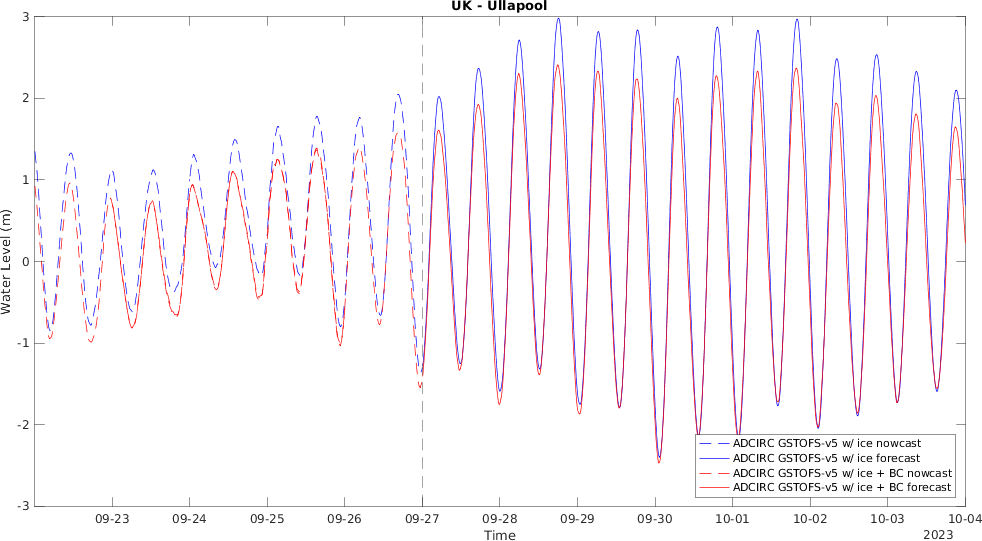 UK - Ullapool
Water Level (m)
3
2
1
0
-1
-2
-3
ADCIRC GSTOFS-v5 w/ ice nowcast
ADCIRC GSTOFS-v5 w/ ice forecast
ADCIRC GSTOFS-v5 w/ ice + BC nowcast
ADCIRC GSTOFS-v5 w/ ice + BC forecast
09-23 09-24 09-25 09-26 09-27 09-28 09-29 09-30 10-01 10-02 10-03 10-04
Time
2023